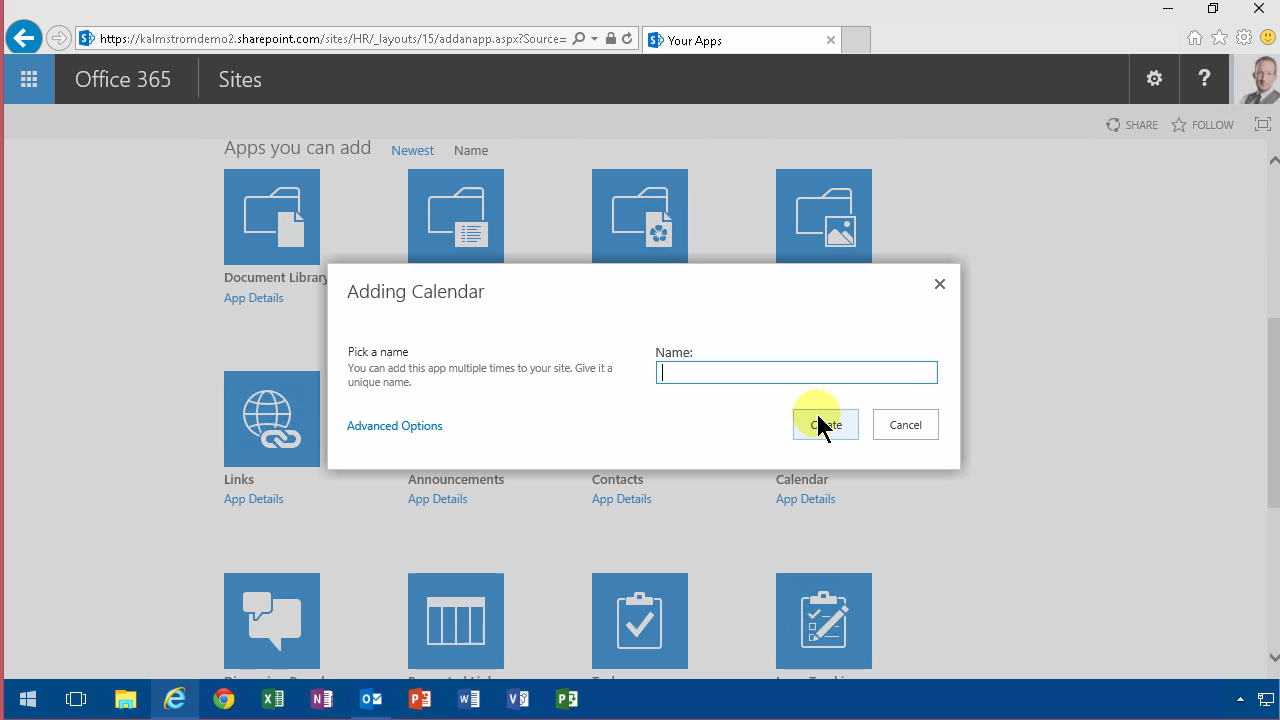 https://kalmstromdemo2.sharepoint.com/sites/HR/_layouts/15/addanapp.aspx?Source=
Your Apps
Office 365
Sites
SHARE
FOLLOW
Apps you can add
Newest
Name
Document Library
App Details
Adding Calendar
Pick a name
You can add this app multiple times to your site. Give it a
unique name.
Name:
Advanced Options
Create
Cancel
Links
Announcements
Contacts
Calendar
App Details
App Details
App Details
App Details